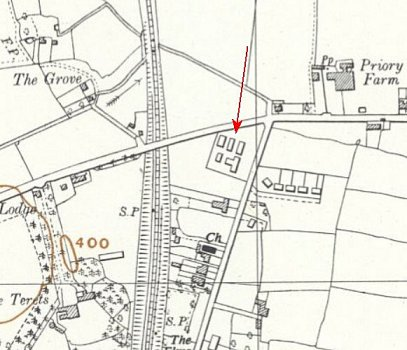 F.P.
The Grove
Pp
Priory
Farm
Lodge
S.P.
400
Ch.
e Terets
S.P.
The